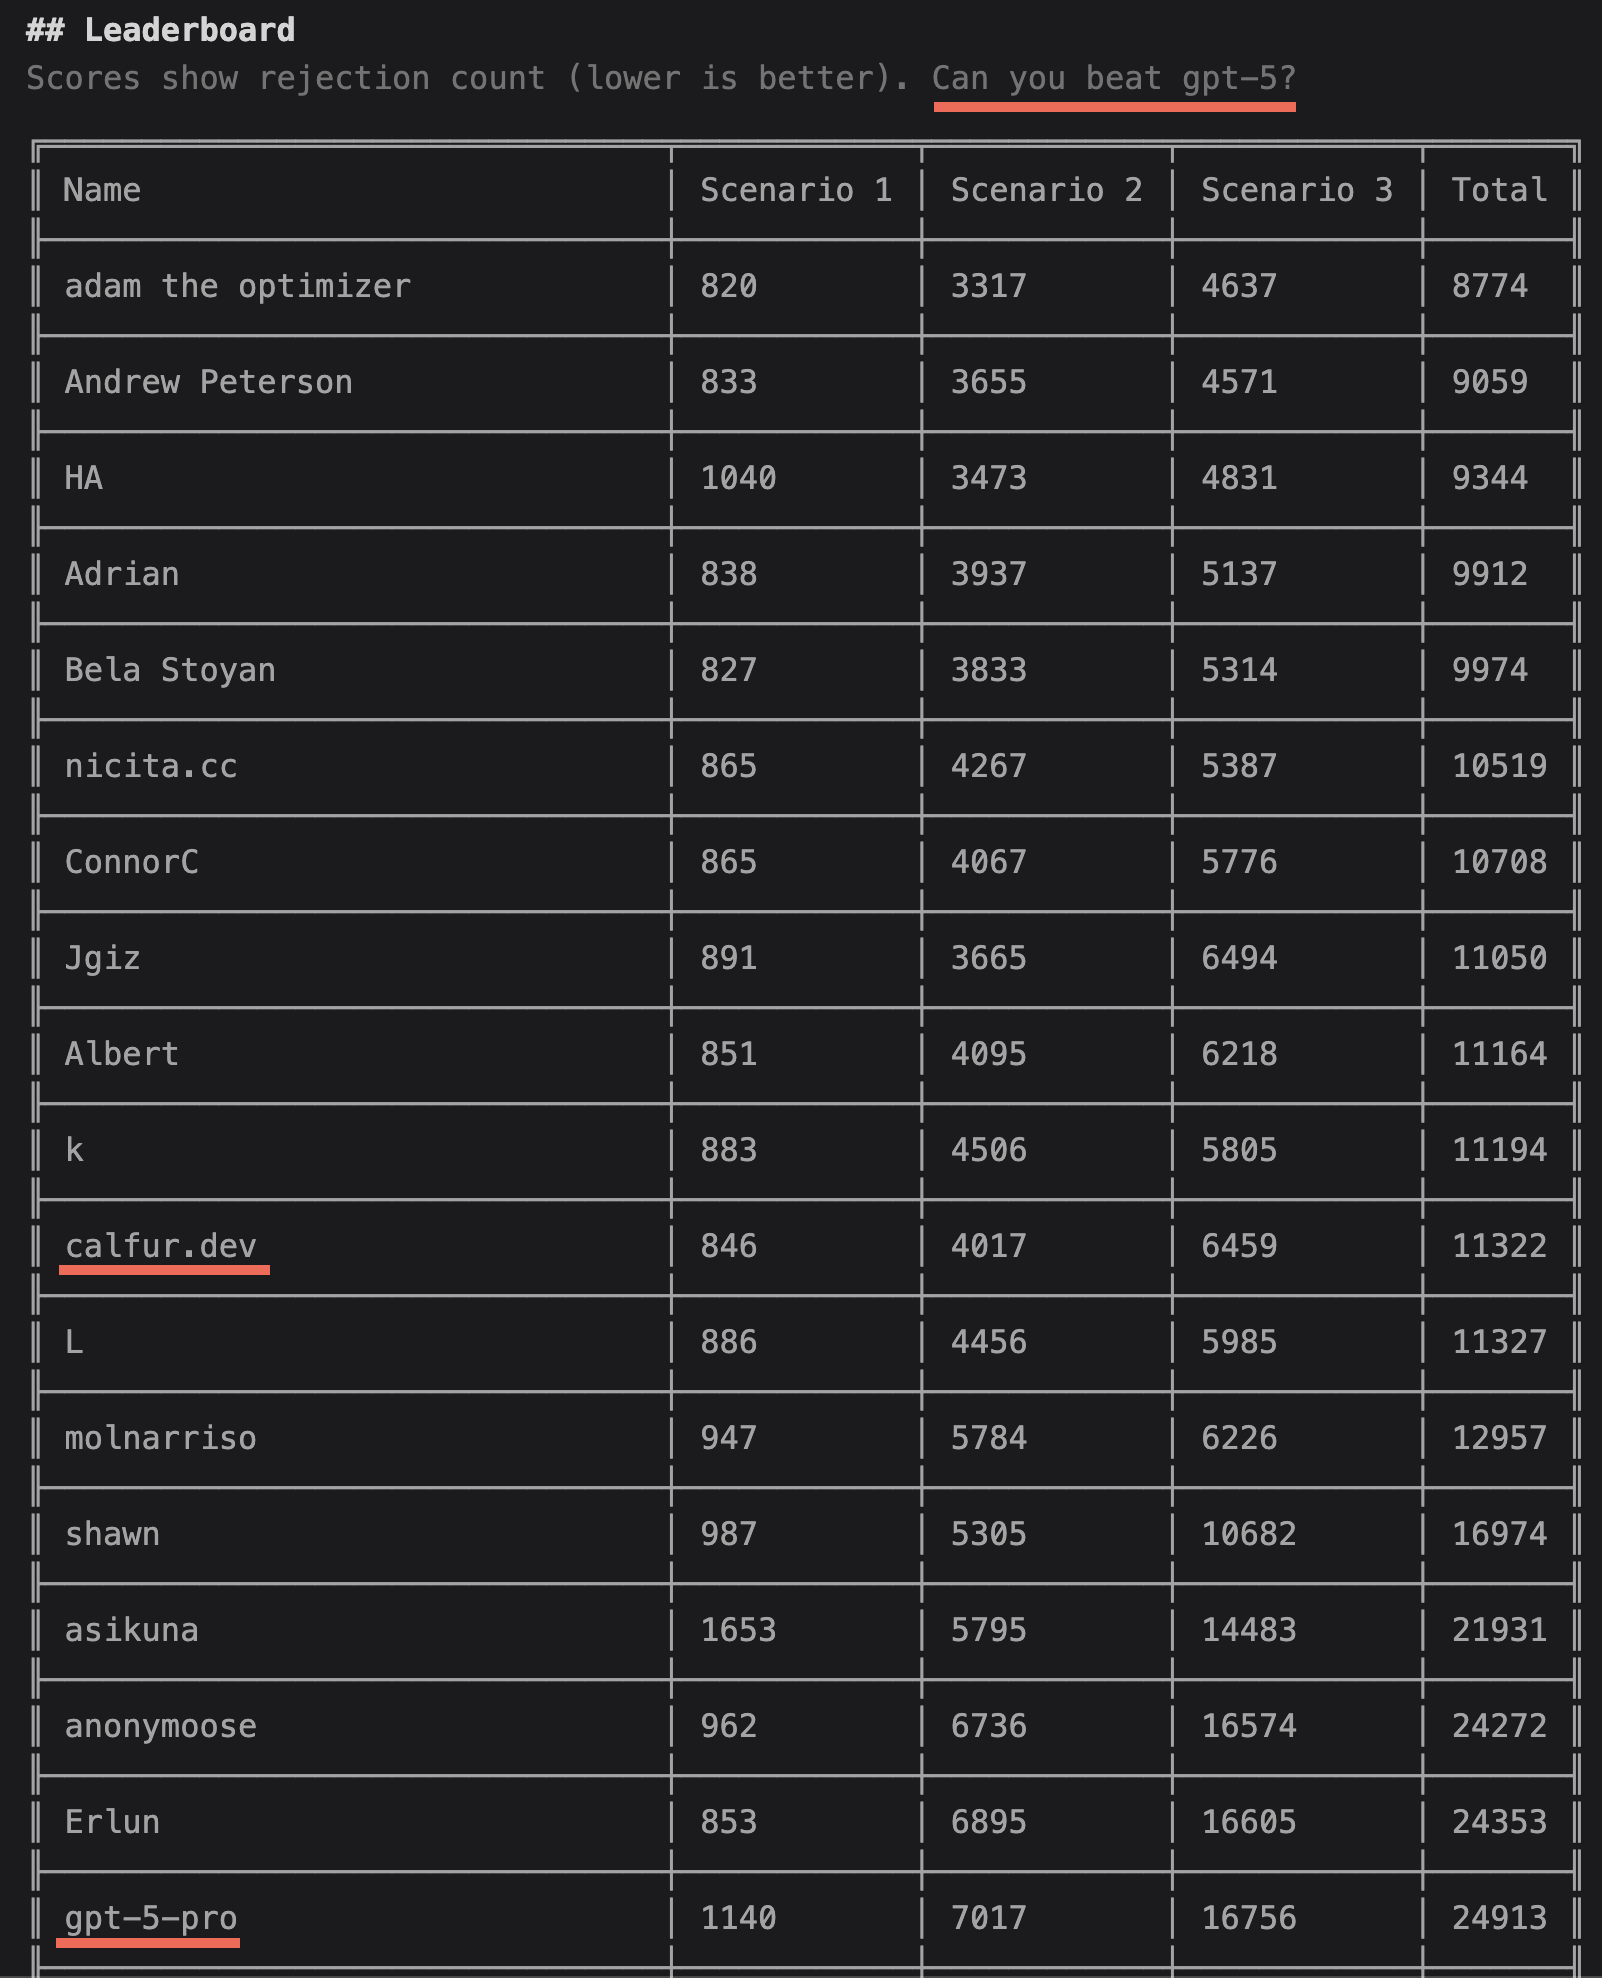 ## Leaderboard
Scores show rejection count (lower is better). Can you beat gpt-5?
Name Scenario 1 Scenario 2 Scenario 3 Total
adam the optimizer 820 3317 4637 8774
Andrew Peterson 833 3655 4571 9059
HA 1040 3473 4831 9344
Adrian 838 3937 5137 9912
Bela Stoyan 827 3833 5314 9974
nicita.cc 865 4267 5387 10519
ConnorC 865 4067 5776 10708
Jgiz 891 3665 6494 11050
Albert 851 4095 6218 11164
k 883 4506 5805 11194
calfur.dev 846 4017 6459 11322
L 886 4456 5985 11327
molnarriso 947 5784 6226 12957
shawn 987 5305 10682 16974
asikuna 1653 5795 14483 21931
anonymoose 962 6736 16574 24272
Erlun 853 6895 16605 24353
gpt-5-pro 1140 7017 16756 24913